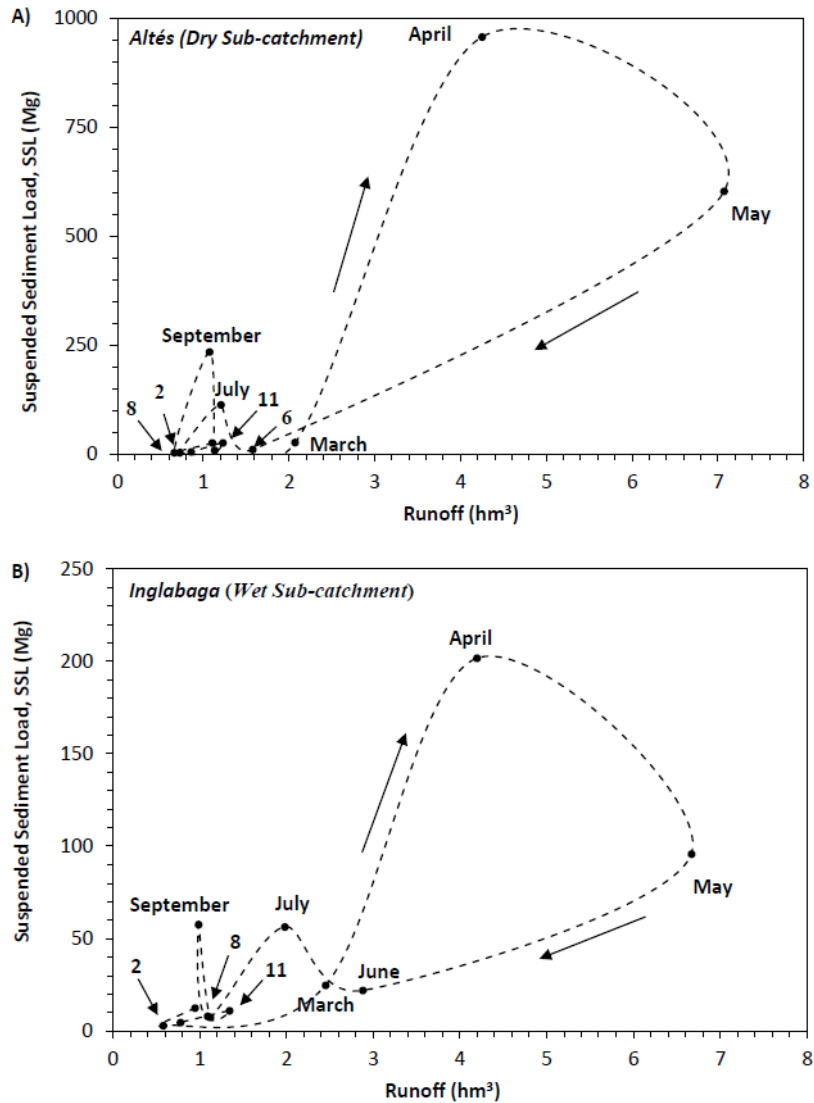 A)
Altés (Dry Sub-catchment)
Suspended Sediment Load, SSL (Mg)
1000
750
500
250
0
April
May
September
July
2
8
11
6
March
0 1 2 3 4 5 6 7 8
Runoff (hm³)
B)
Inglabaga (Wet Sub-catchment)
Suspended Sediment Load, SSL (Mg)
250
200
150
100
50
0
April
May
September
July
8
2
11
June
March
0 1 2 3 4 5 6 7 8
Runoff (hm³)